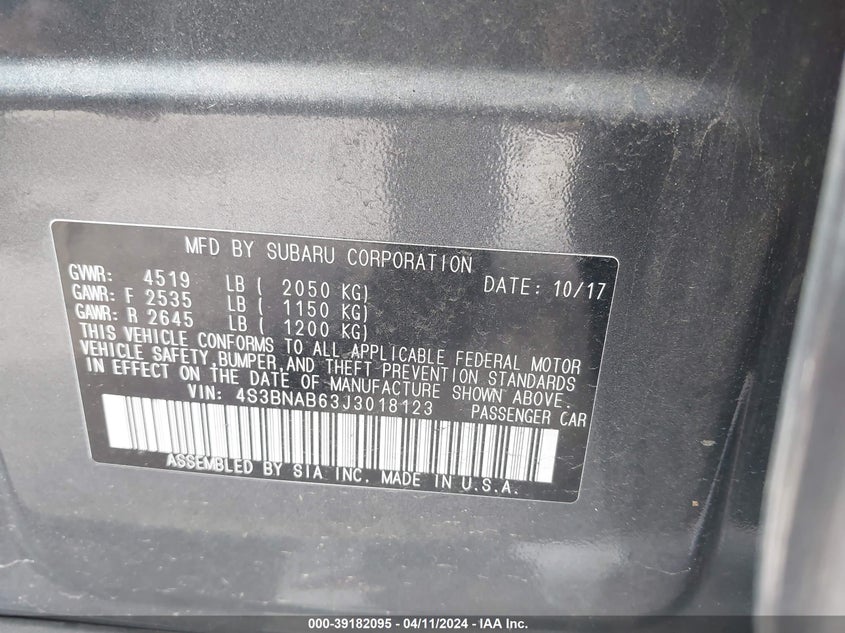 MFD BY SUBARU CORPORATION
GVWR: 4519 LB ( 2050 KG) DATE: 10/17
GAWR: F 2535 LB ( 1150 KG)
GAWR: R 2645 LB ( 1200 KG)
THIS VEHICLE CONFORMS TO ALL APPLICABLE FEDERAL MOTOR
VEHICLE SAFETY,BUMPER,AND THEFT PREVENTION STANDARDS
IN EFFECT ON THE DATE OF MANUFACTURE SHOWN ABOVE.
VIN: 4S3BNAB63J3018123 PASSENGER CAR
ASSEMBLED BY SIA INC. MADE IN U.S.A.
000-39182095 - 04/11/2024 - IAA Inc.